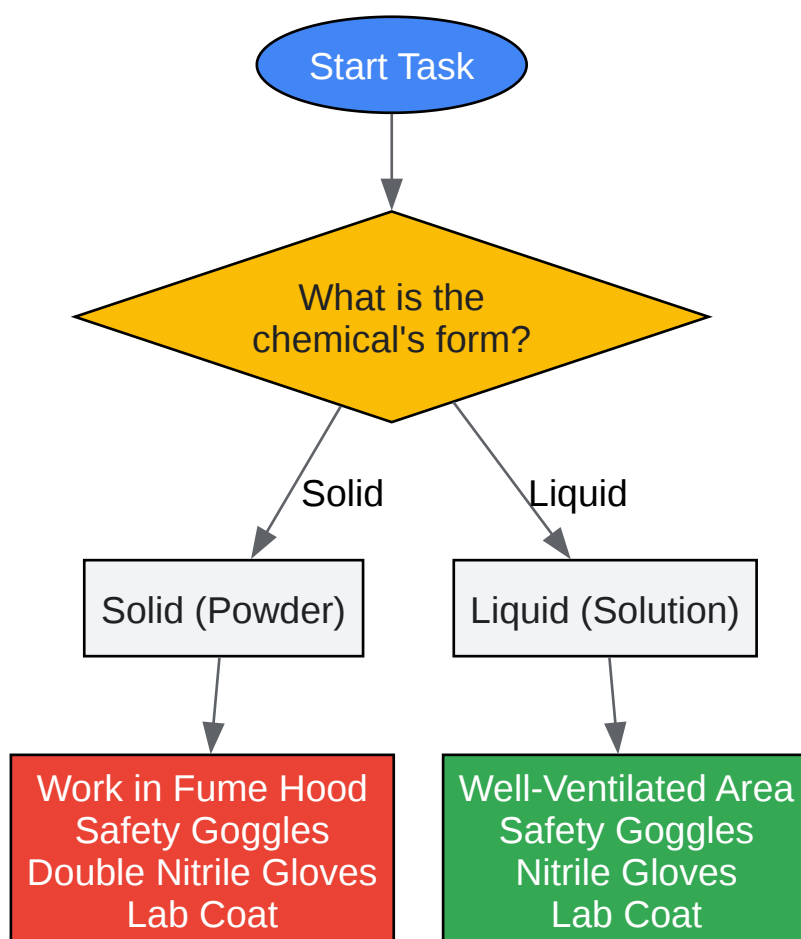 Start Task
What is the
chemical's form?
Solid
Liquid
Solid (Powder)
Liquid (Solution)
Work in Fume Hood
Safety Goggles
Double Nitrile Gloves
Lab Coat
Well-Ventilated Area
Safety Goggles
Nitrile Gloves
Lab Coat